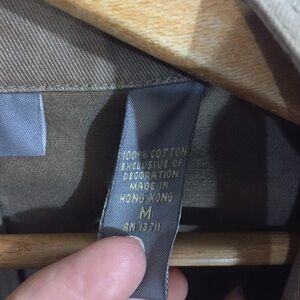 100% COTTON
EXCLUSIVE OF
DECORATION
MADE IN
HONG KONG
M
RN 13711